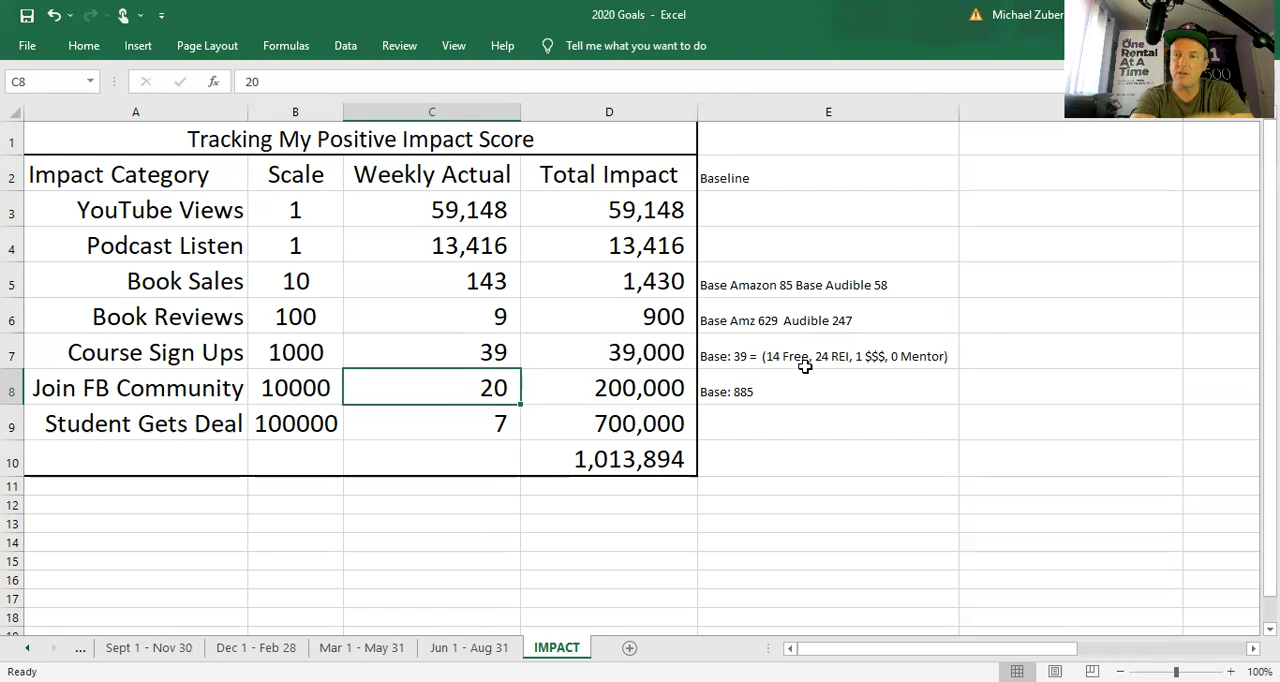 2020 Goals - Excel
Michael Zuber
File Home Insert Page Layout Formulas Data Review View Help Tell me what you want to do
C8 fx 20
One
Rental
At A
Time
1
500
A B C D E
1 Tracking My Positive Impact Score
2 Impact Category Scale Weekly Actual Total Impact Baseline
3 YouTube Views 1 59,148 59,148
4 Podcast Listen 1 13,416 13,416
5 Book Sales 10 143 1,430 Base Amazon 85 Base Audible 58
6 Book Reviews 100 9 900 Base Amz 629 Audible 247
7 Course Sign Ups 1000 39 39,000 Base: 39 = (14 Free, 24 REI, 1 $$$, 0 Mentor)
8 Join FB Community 10000 20 200,000 Base: 885
9 Student Gets Deal 100000 7 700,000
10 1,013,894
11
12
13
14
15
16
17
18
... Sept 1 - Nov 30 Dec 1 - Feb 28 Mar 1 - May 31 Jun 1 - Aug 31 IMPACT
Ready 100%